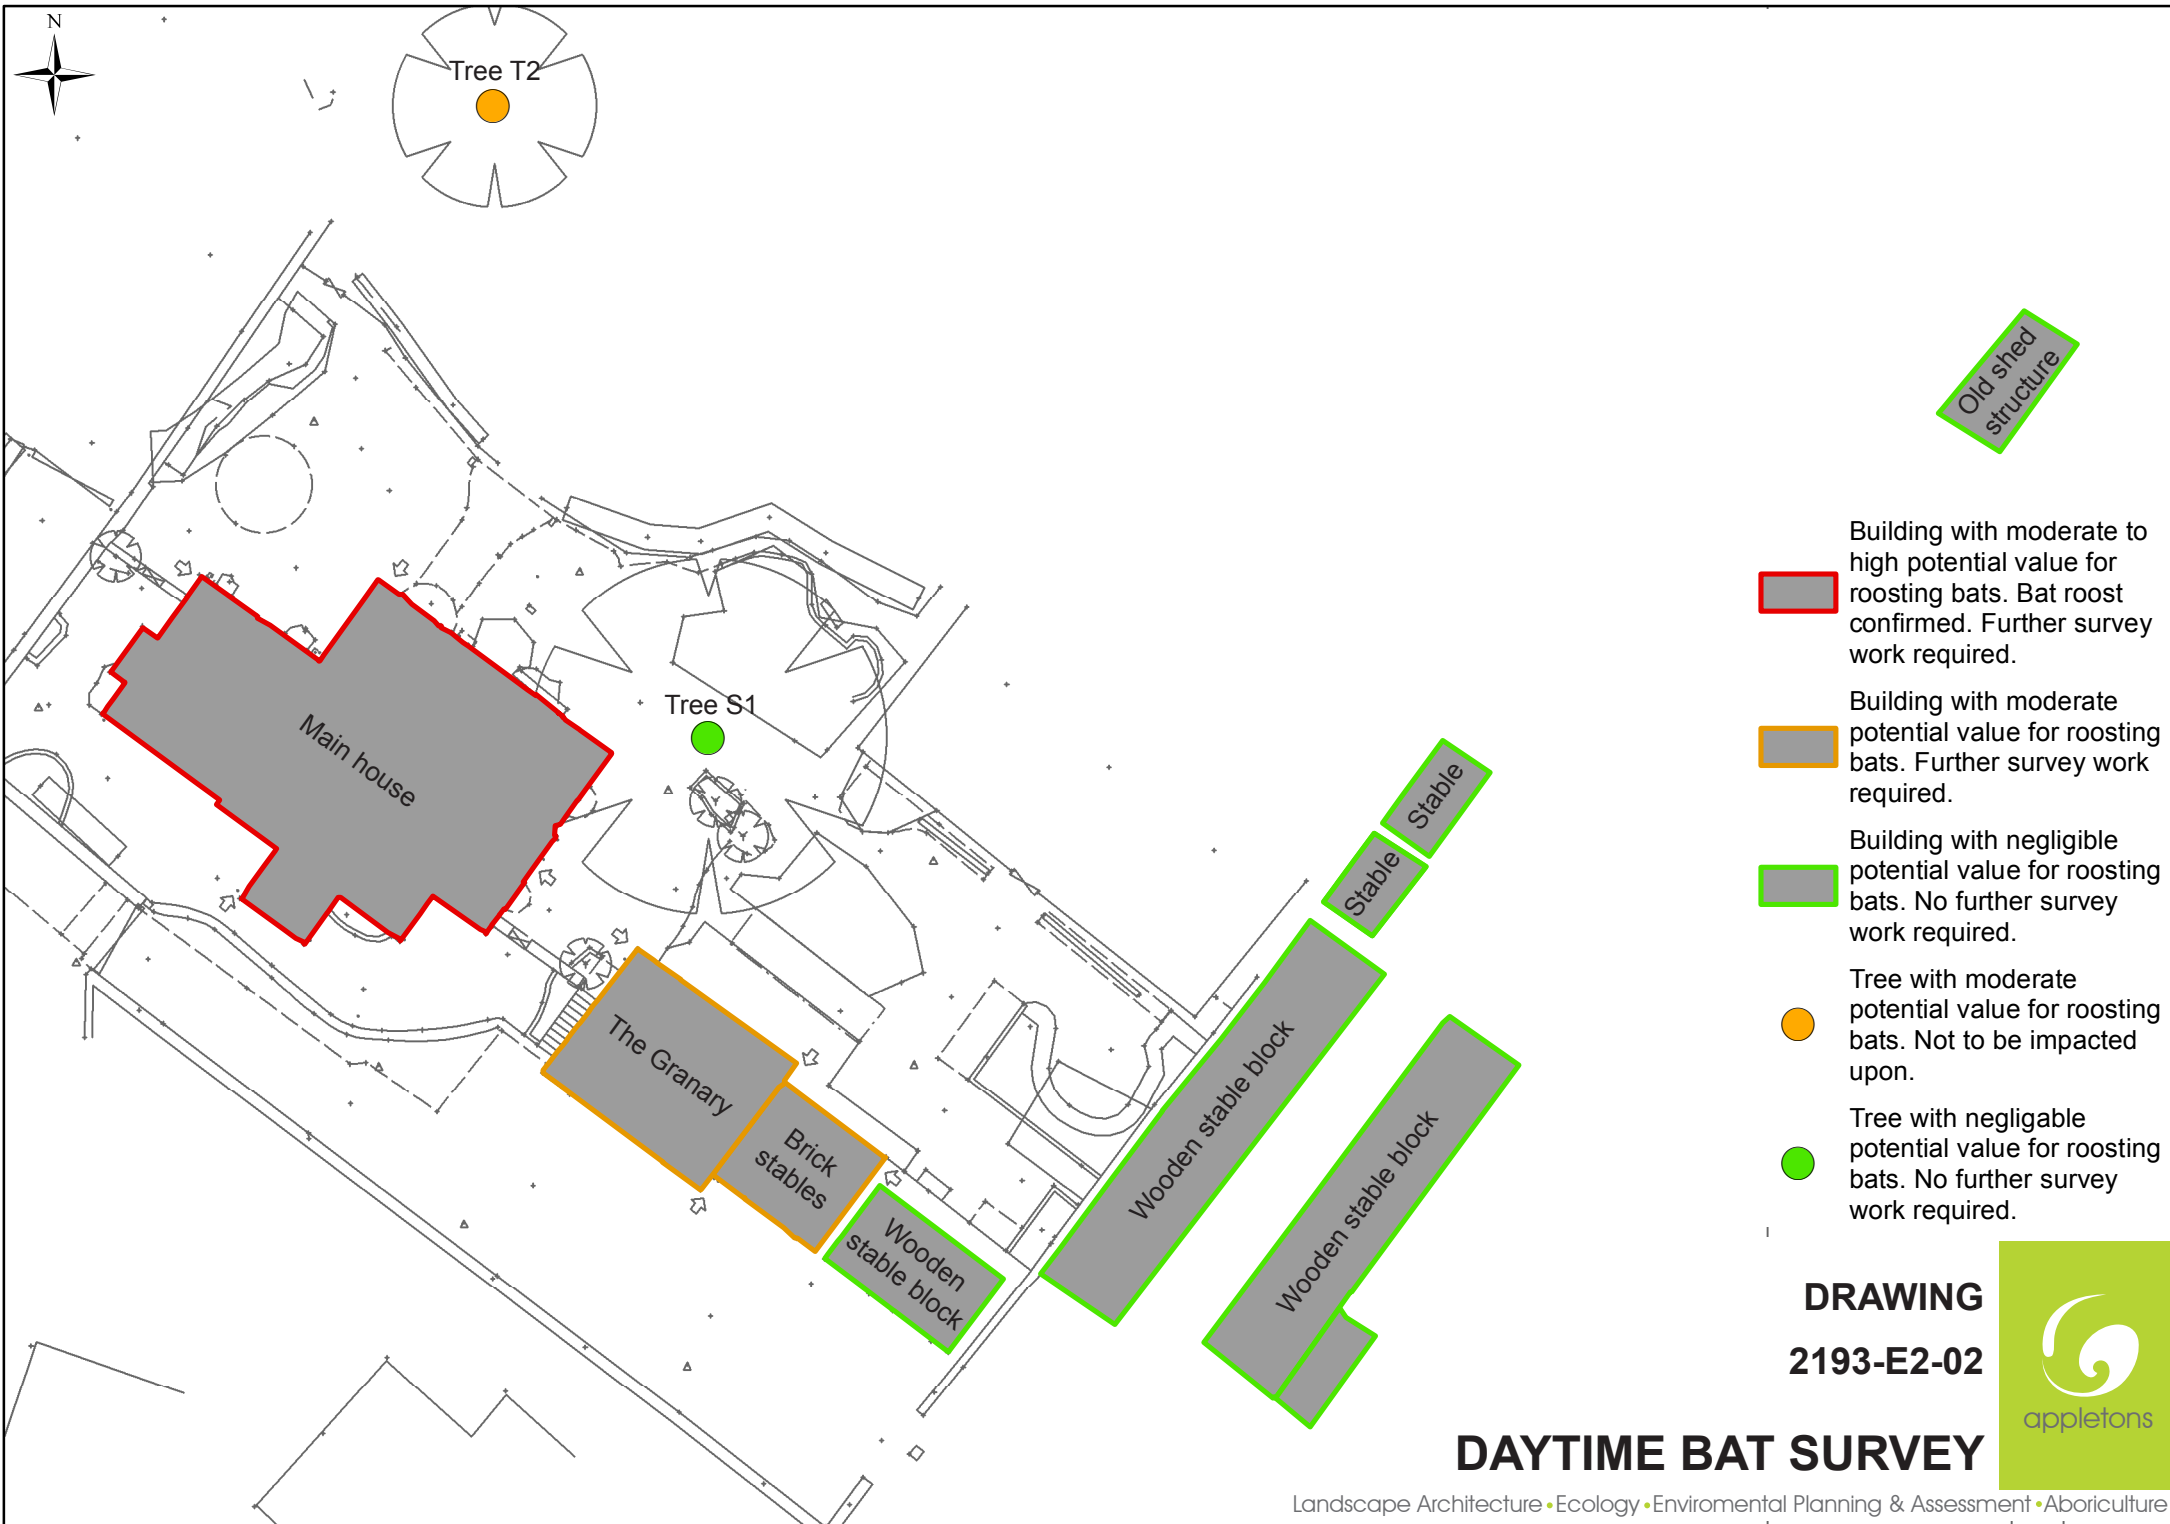 N
Tree T2
Old shed
structure
Building with moderate to
high potential value for
roosting bats. Bat roost
confirmed. Further survey
work required.
Building with moderate
potential value for roosting
bats. Further survey work
required.
Building with negligible
potential value for roosting
bats. No further survey
work required.
Tree with moderate
potential value for roosting
bats. Not to be impacted
upon.
Tree with negligable
potential value for roosting
bats. No further survey
work required.
Tree S1
Main house
Stable
Stable
The Granary
Brick
stables
Wooden
stable block
Wooden stable block
Wooden stable block
DRAWING
2193-E2-02
appletons
DAYTIME BAT SURVEY
Landscape Architecture • Ecology • Enviromental Planning & Assessment • Aboriculture